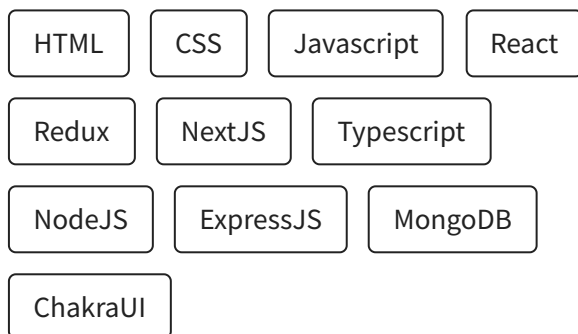 HTML CSS Javascript React
Redux NextJS Typescript
NodeJS ExpressJS MongoDB
ChakraUI